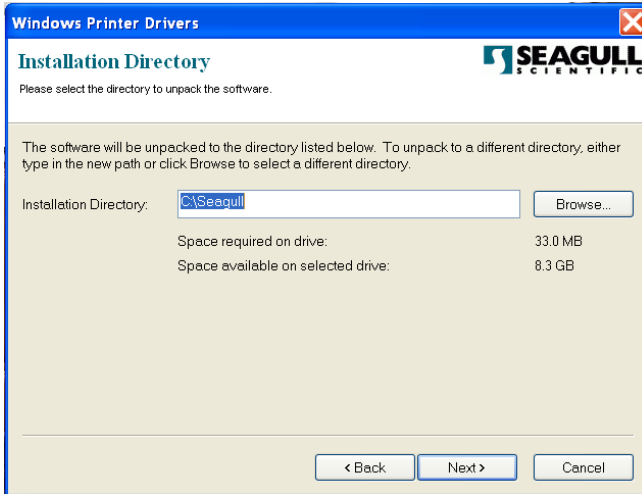 Windows Printer Drivers
Installation Directory
SEAGULL
SCIENTIFIC
Please select the directory to unpack the software.
The software will be unpacked to the directory listed below. To unpack to a different directory, either
type in the new path or click Browse to select a different directory.
Installation Directory: C:\Seagull Browse...
Space required on drive: 33.0 MB
Space available on selected drive: 8.3 GB
< Back Next > Cancel